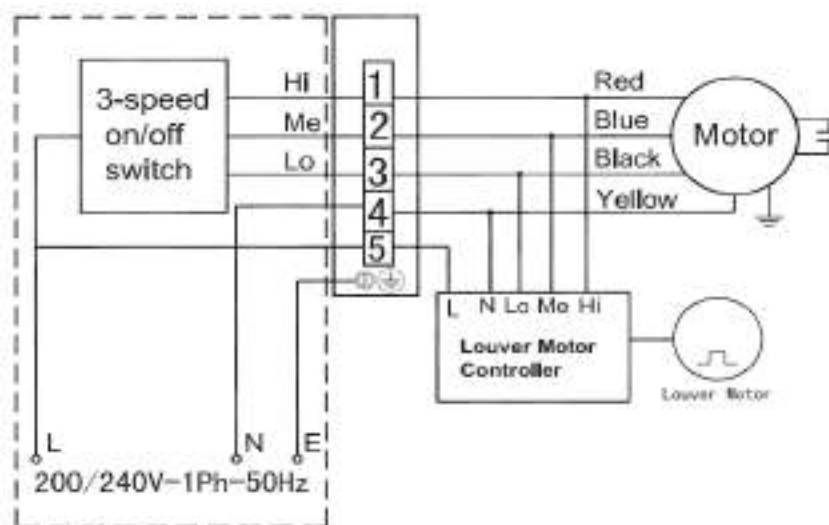 3-speed
on/off
switch
Hi
Me
Lo
1
2
3
4
5
Red
Blue
Black
Yellow
Motor
L N Lo Me Hi
Louver Motor
Controller
Louver Motor
L N E
200/240V-1Ph-50Hz